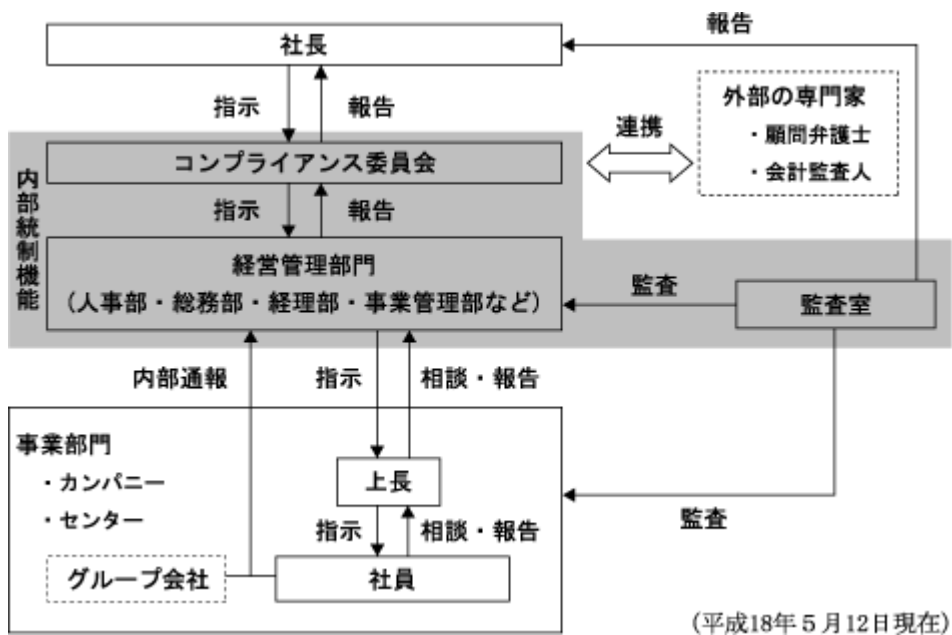 社長
報告
指示
報告
外部の専門家
・顧問弁護士
・会計監査人
連携
内部統制機能
コンプライアンス委員会
指示
報告
経営管理部門
（人事部・総務部・経理部・事業管理部など）
監査
監査室
内部通報
指示
相談・報告
事業部門
・カンパニー
・センター
上長
監査
指示
相談・報告
グループ会社
社員
(平成18年５月12日現在)